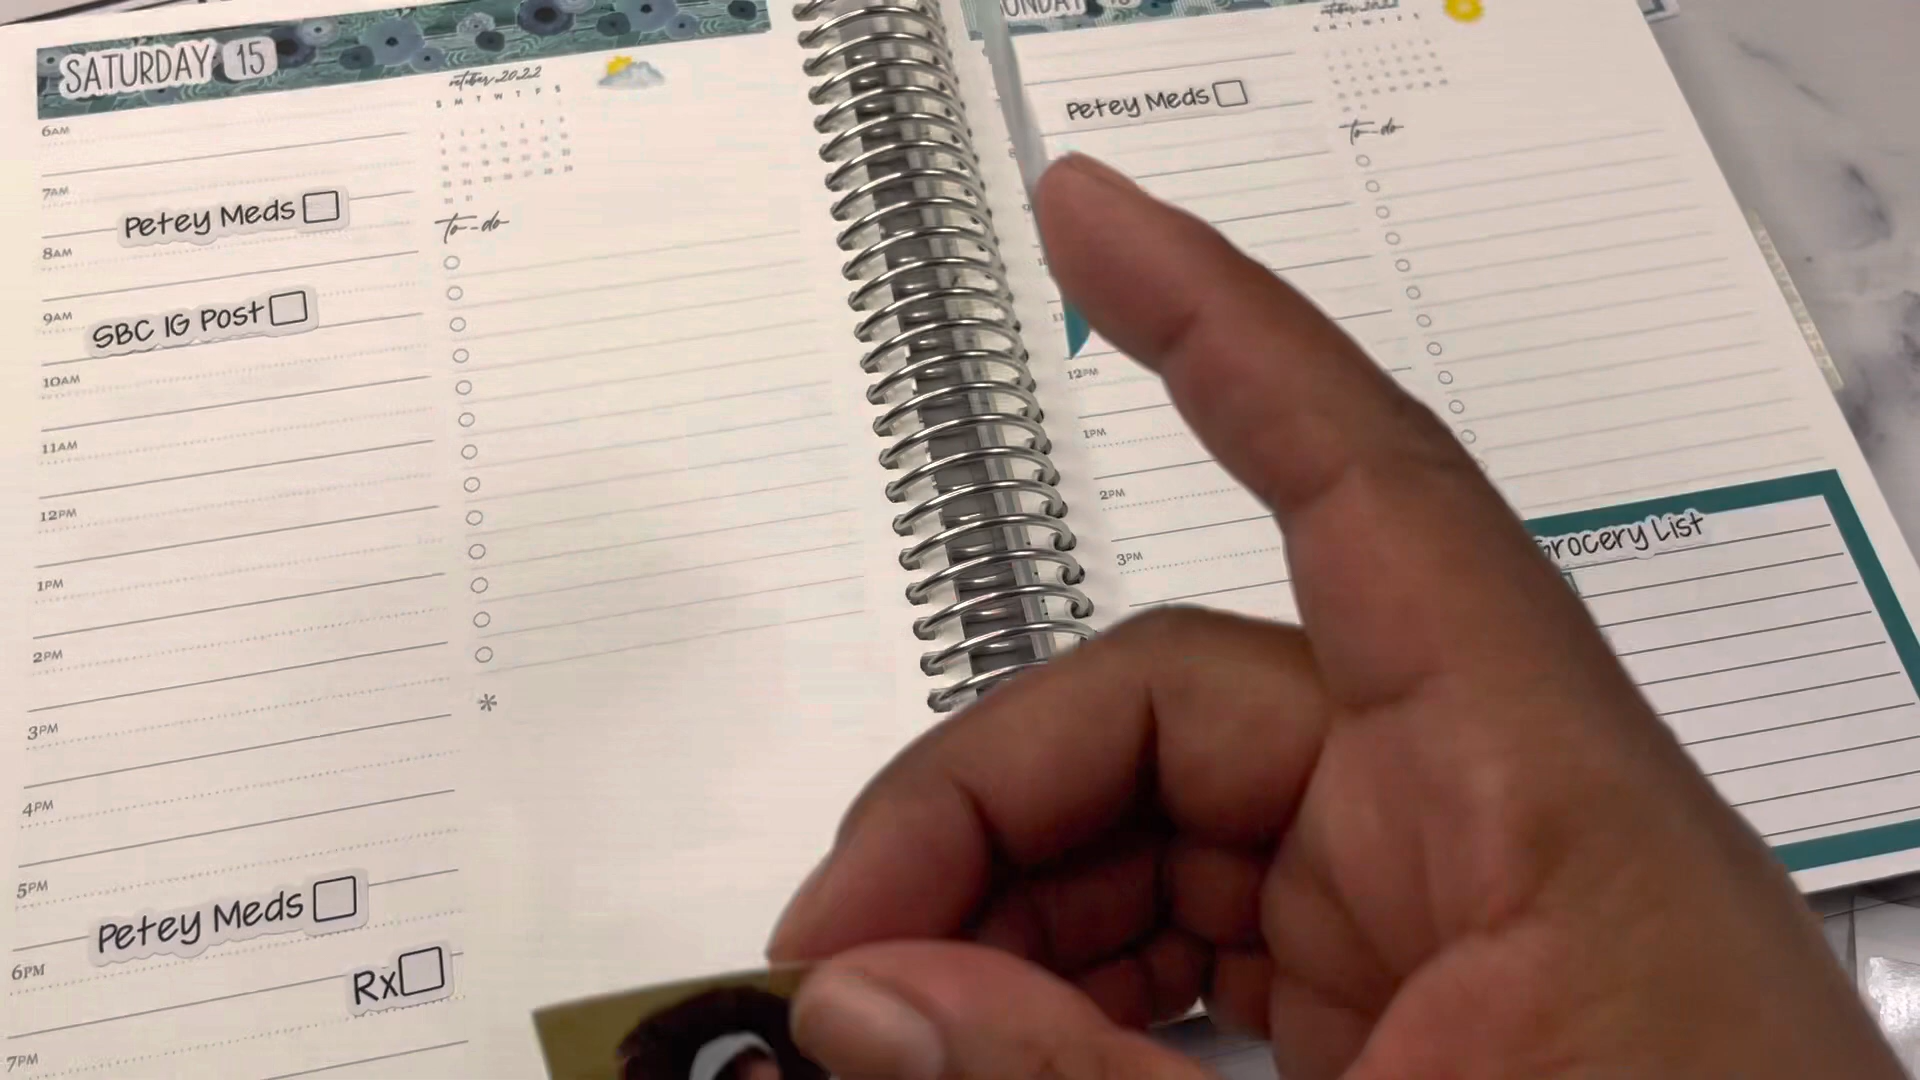 SATURDAY 15
october 2022
S M T W T F S
6AM
7AM
Petey Meds
8AM
SBC IG Post
9AM
10AM
11AM
12PM
1PM
2PM
3PM
4PM
5PM
Petey Meds
6PM
Rx
7PM
to-do
*
Petey Meds
to-do
12PM
1PM
2PM
3PM
Grocery List